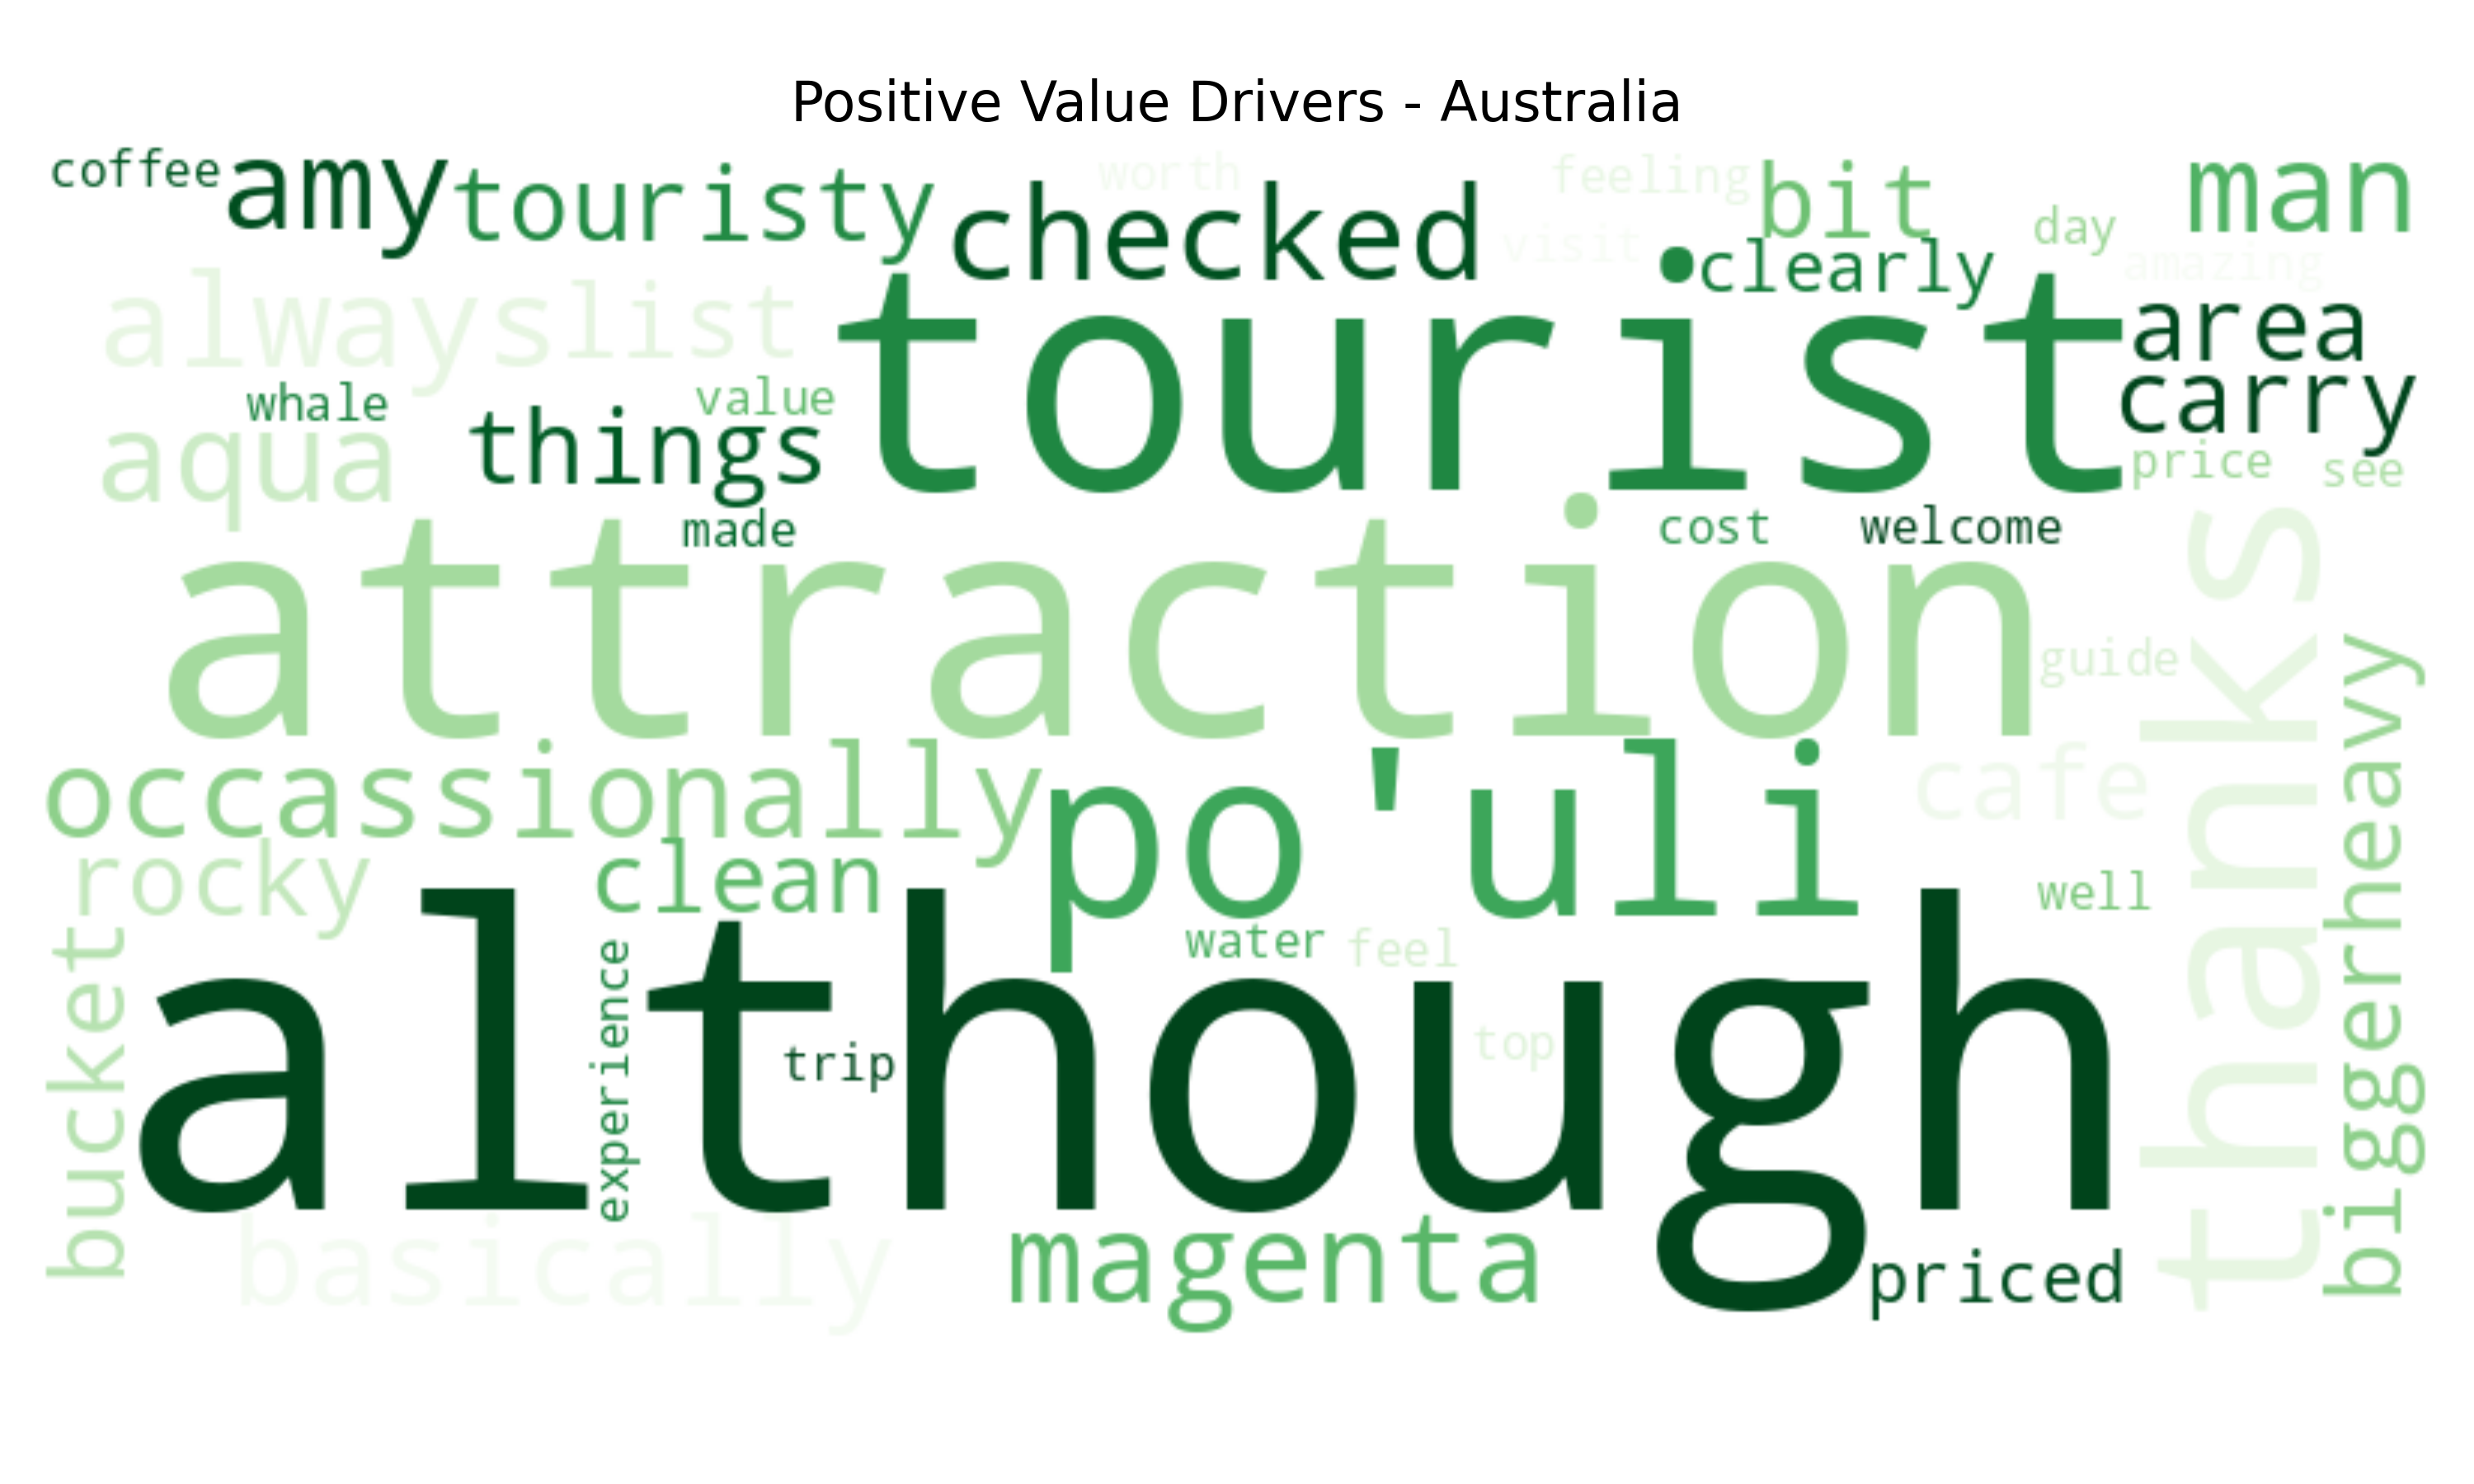 Positive Value Drivers - Australia
coffee
amy
touristy
checked
worth
feeling
visit
bit
clearly
day
man
amazing
always
list
tourist
area
carry
whale
value
aqua
things
price
see
made
cost
welcome
attraction
thanks
guide
heavy
occassionally
po'uli
cafe
rocky
clean
well
bucket
experience
water
feel
although
trip
top
bigger
basically
magenta
priced